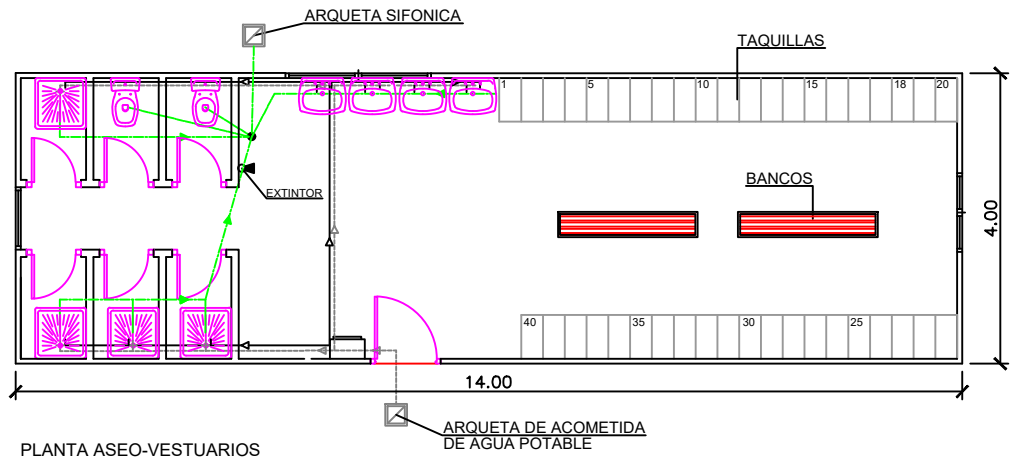 ARQUETA SIFONICA
TAQUILLAS
1 5 10 15 18 20
EXTINTOR
BANCOS
4.00
40 35 30 25
14.00
ARQUETA DE ACOMETIDA
DE AGUA POTABLE
PLANTA ASEO-VESTUARIOS